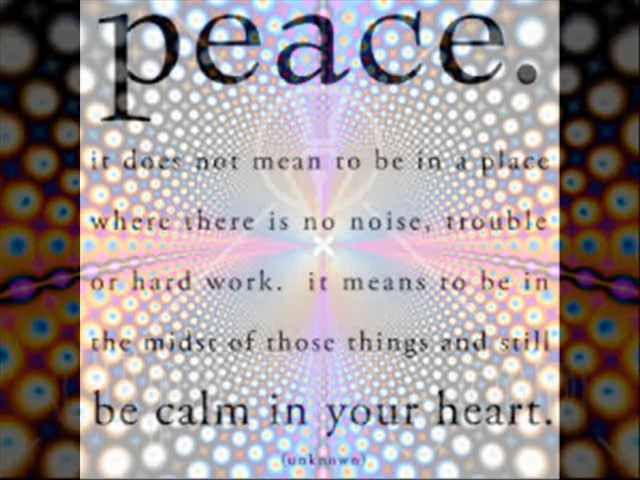 peace.
it does not mean to be in a place
where there is no noise, trouble
or hard work. it means to be in
the midst of those things and still
be calm in your heart.
(unknown)